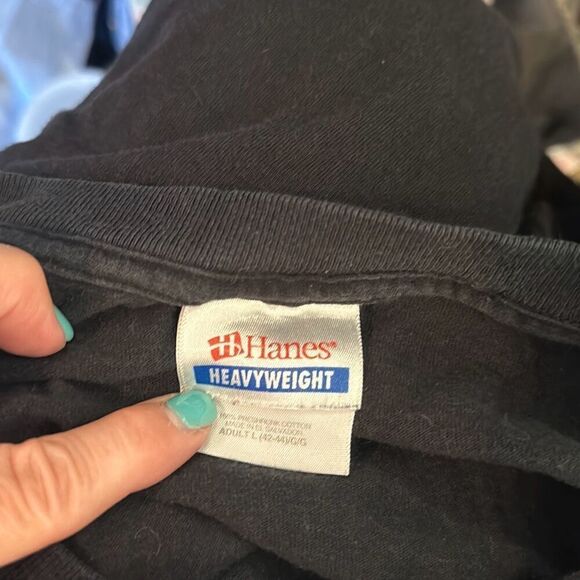 Hanes®
HEAVYWEIGHT
100% PRESHRUNK COTTON
MADE IN EL SALVADOR
ADULT L (42-44)/G/G